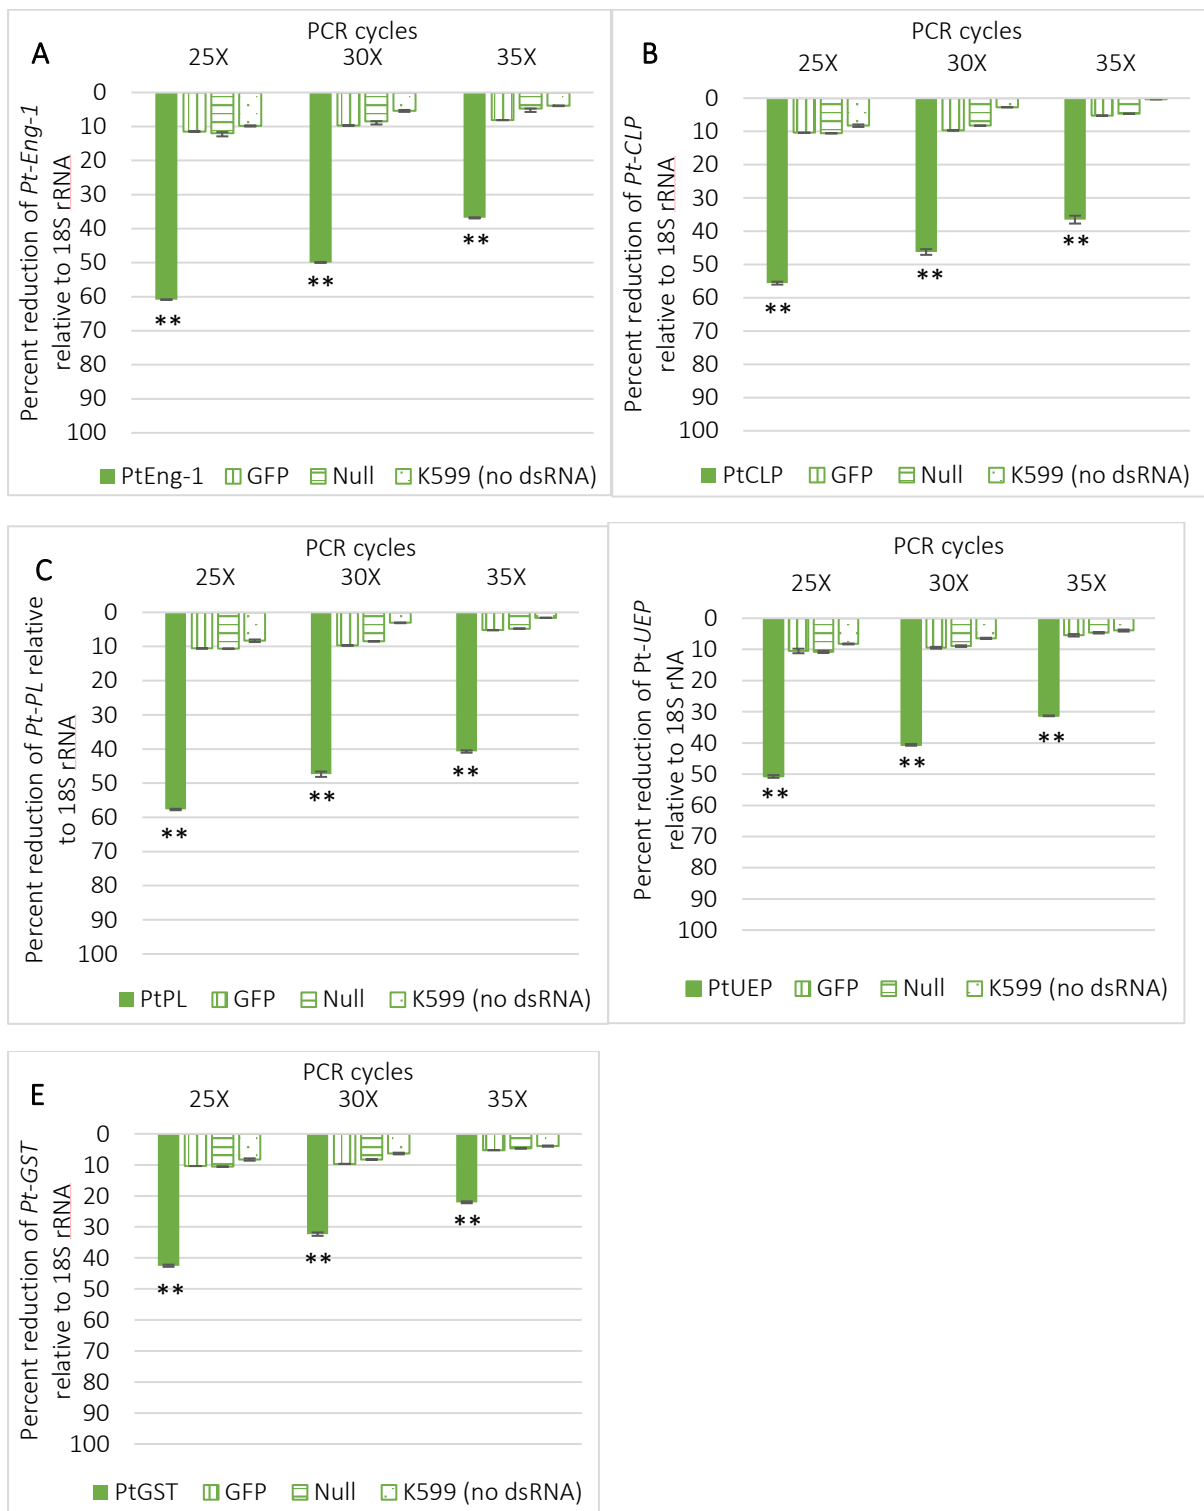 A
PCR cycles
25X 30X 35X
Percent reduction of Pt-Eng-1
relative to 18S rRNA
0
10
20
30
40
50
60
70
80
90
100
**
**
**
PtEng-1 GFP Null K599 (no dsRNA)
B
PCR cycles
25X 30X 35X
Percent reduction of Pt-CLP
relative to 18S rRNA
0
10
20
30
40
50
60
70
80
90
100
**
**
**
PtCLP GFP Null K599 (no dsRNA)
C
PCR cycles
25X 30X 35X
Percent reduction of Pt-PL relative
to 18S rRNA
0
10
20
30
40
50
60
70
80
90
100
**
**
**
PtPL GFP Null K599 (no dsRNA)
PCR cycles
25X 30X 35X
Percent reduction of Pt-UEP
relative to 18S rNA
0
10
20
30
40
50
60
70
80
90
100
**
**
**
PtUEP GFP Null K599 (no dsRNA)
E
PCR cycles
25X 30X 35X
Percent reduction of Pt-GST
relative to 18S rRNA
0
10
20
30
40
50
60
70
80
90
100
**
**
**
PtGST GFP Null K599 (no dsRNA)